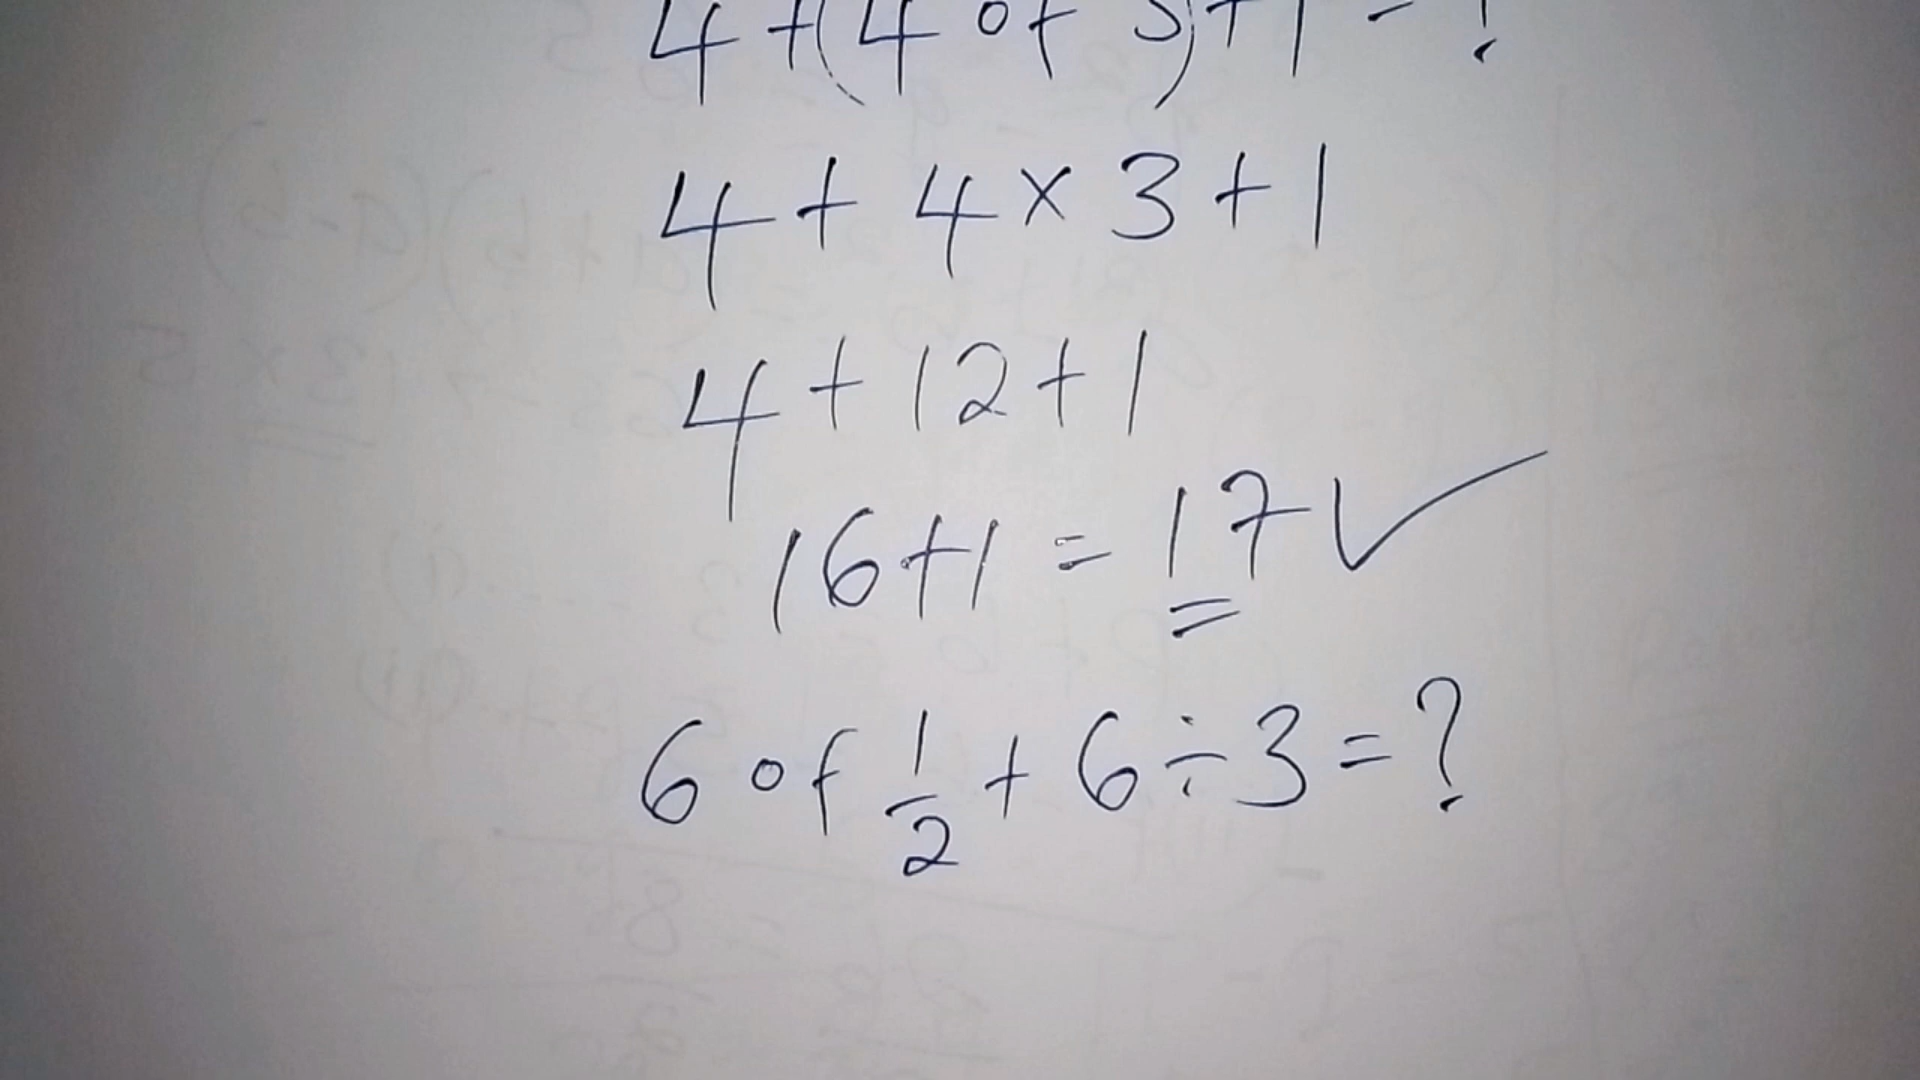 4+(4 of 3)+1 = ?
4 + 4 × 3 + 1
4 + 12 + 1
16+1 = 17 ✓
6 of 1/2 + 6 ÷ 3 = ?